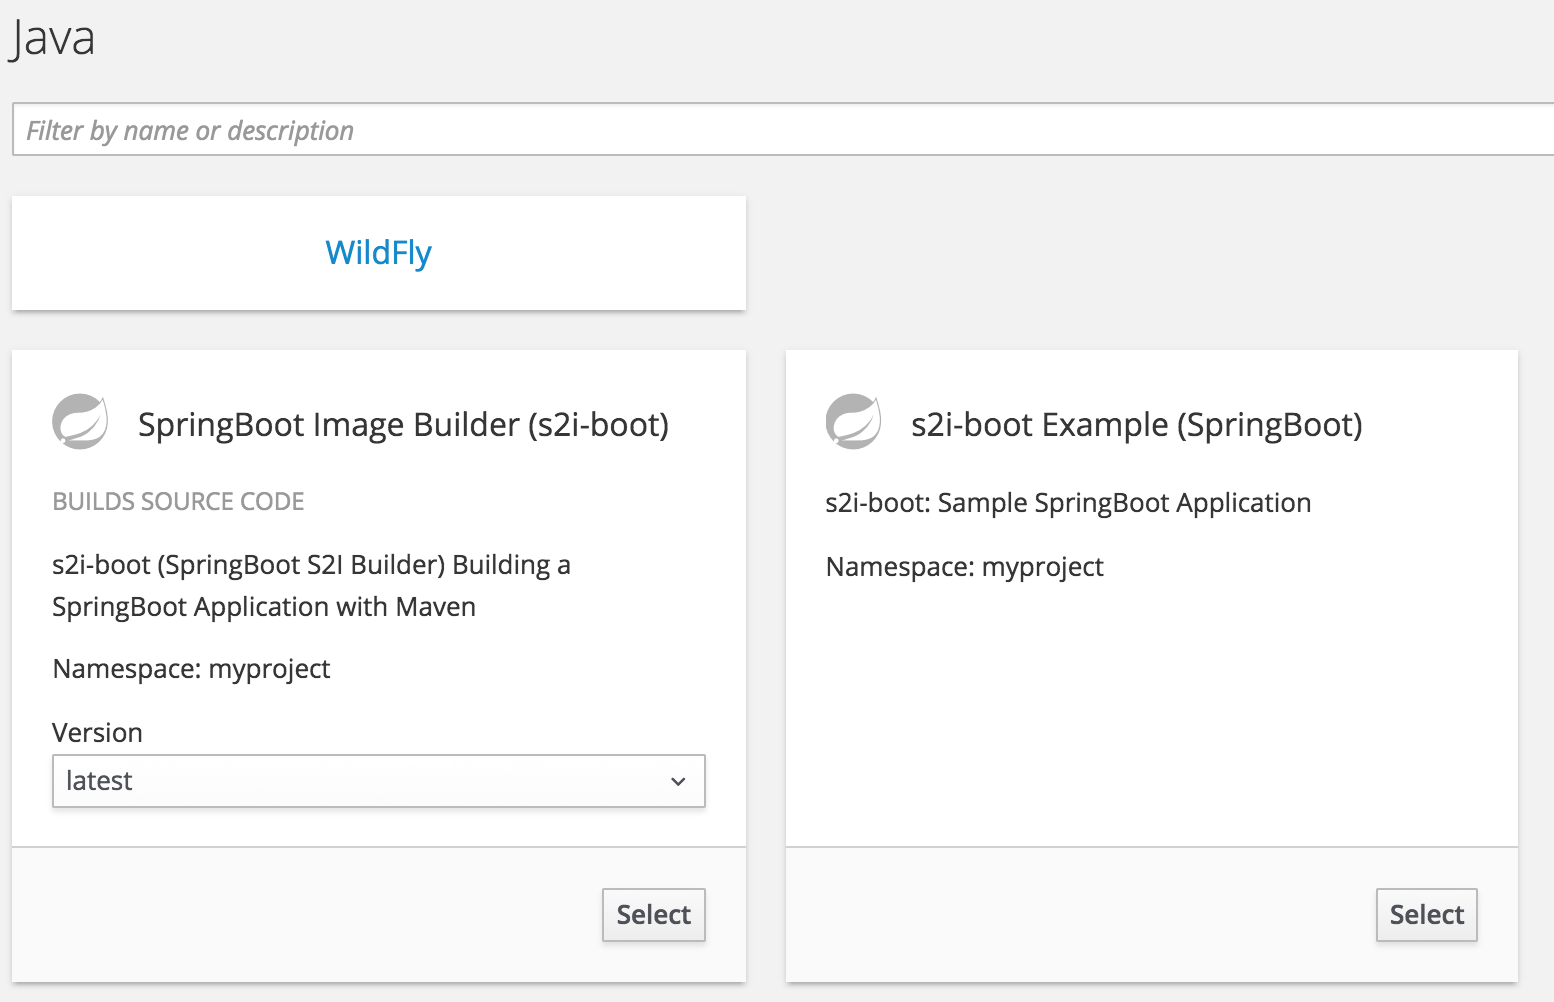 Java
Filter by name or description
WildFly
SpringBoot Image Builder (s2i-boot)
BUILDS SOURCE CODE
s2i-boot (SpringBoot S2I Builder) Building a
SpringBoot Application with Maven
Namespace: myproject
Version
latest
Select
s2i-boot Example (SpringBoot)
s2i-boot: Sample SpringBoot Application
Namespace: myproject
Select